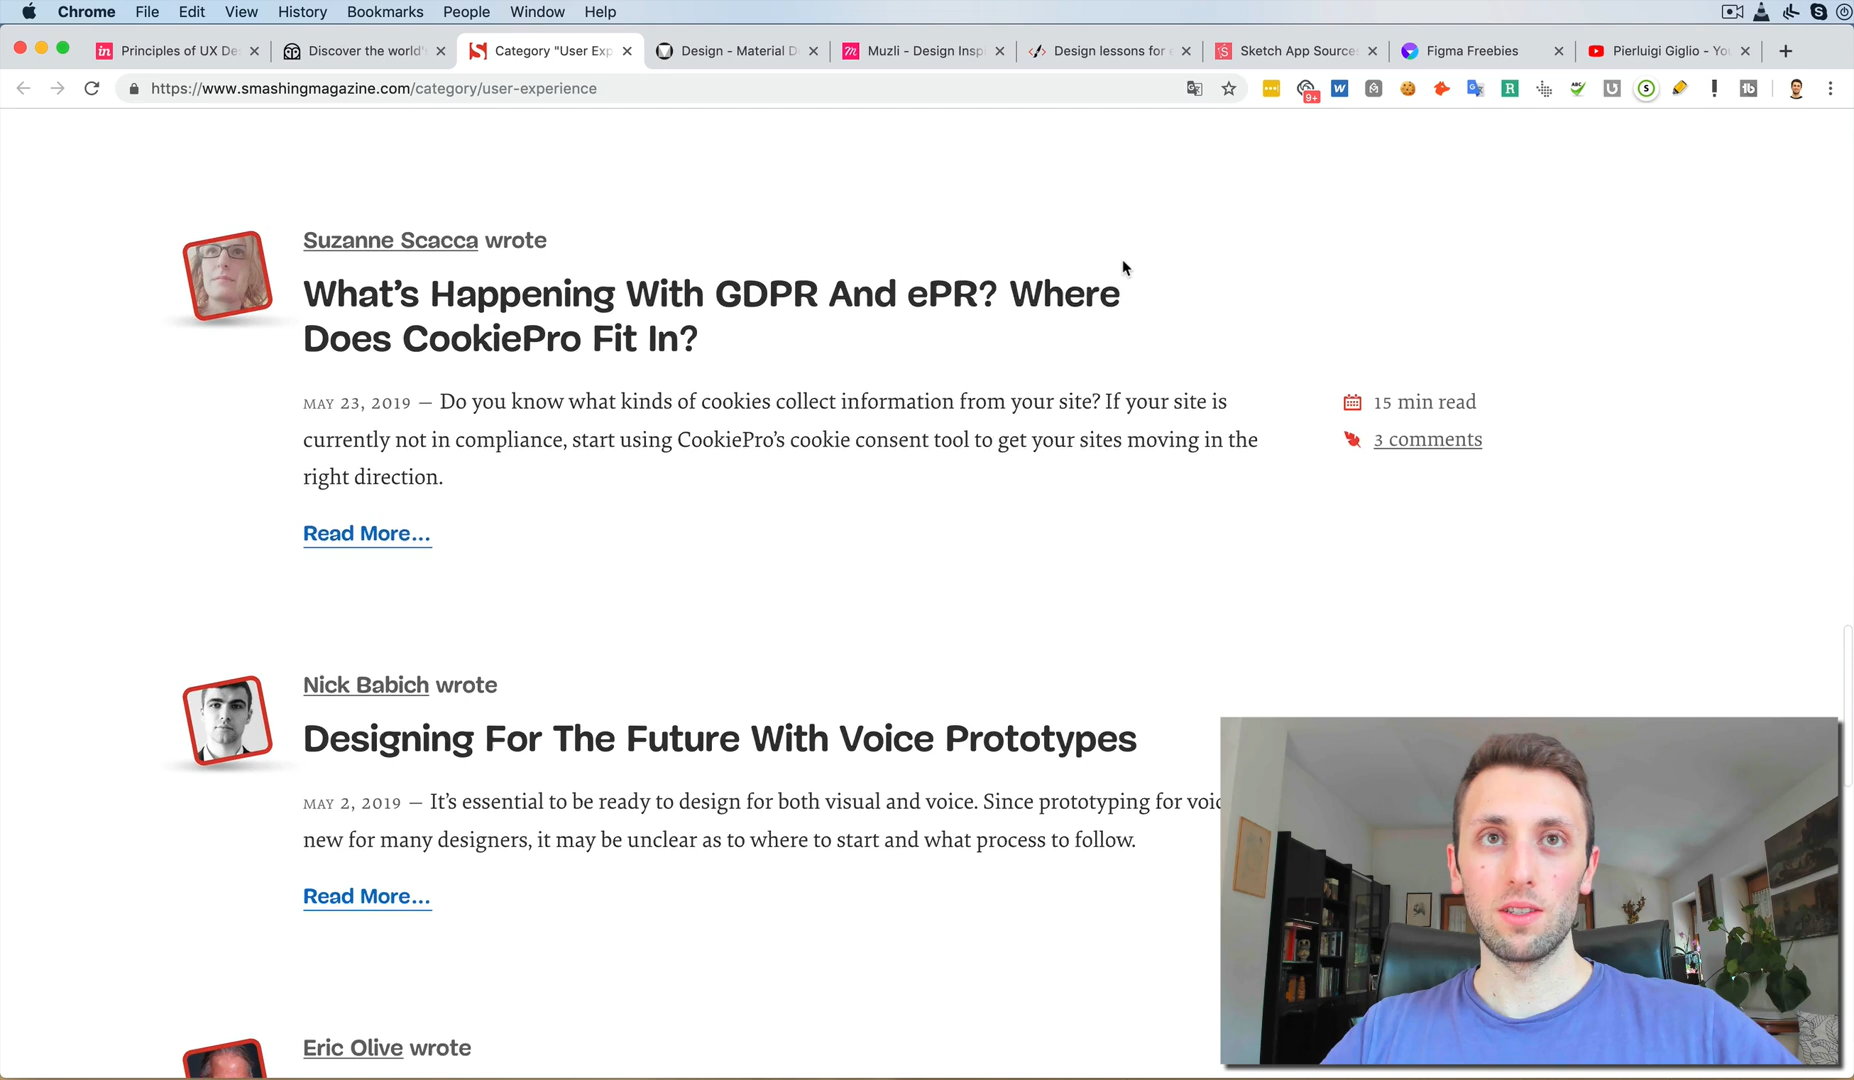 Chrome File Edit View History Bookmarks People Window Help
Principles of UX De
Discover the world'
Category "User Exp
Design - Material D
Muzli - Design Insp
Design lessons for
Sketch App Source
Figma Freebies
Pierluigi Giglio - You
https://www.smashingmagazine.com/category/user-experience
9+
Suzanne Scacca wrote
What's Happening With GDPR And ePR? Where
Does CookiePro Fit In?
MAY 23, 2019 — Do you know what kinds of cookies collect information from your site? If your site is
currently not in compliance, start using CookiePro's cookie consent tool to get your sites moving in the
right direction.
15 min read
3 comments
Read More...
Nick Babich wrote
Designing For The Future With Voice Prototypes
MAY 2, 2019 — It's essential to be ready to design for both visual and voice. Since prototyping for
new for many designers, it may be unclear as to where to start and what process to follow.
Read More...
Eric Olive wrote